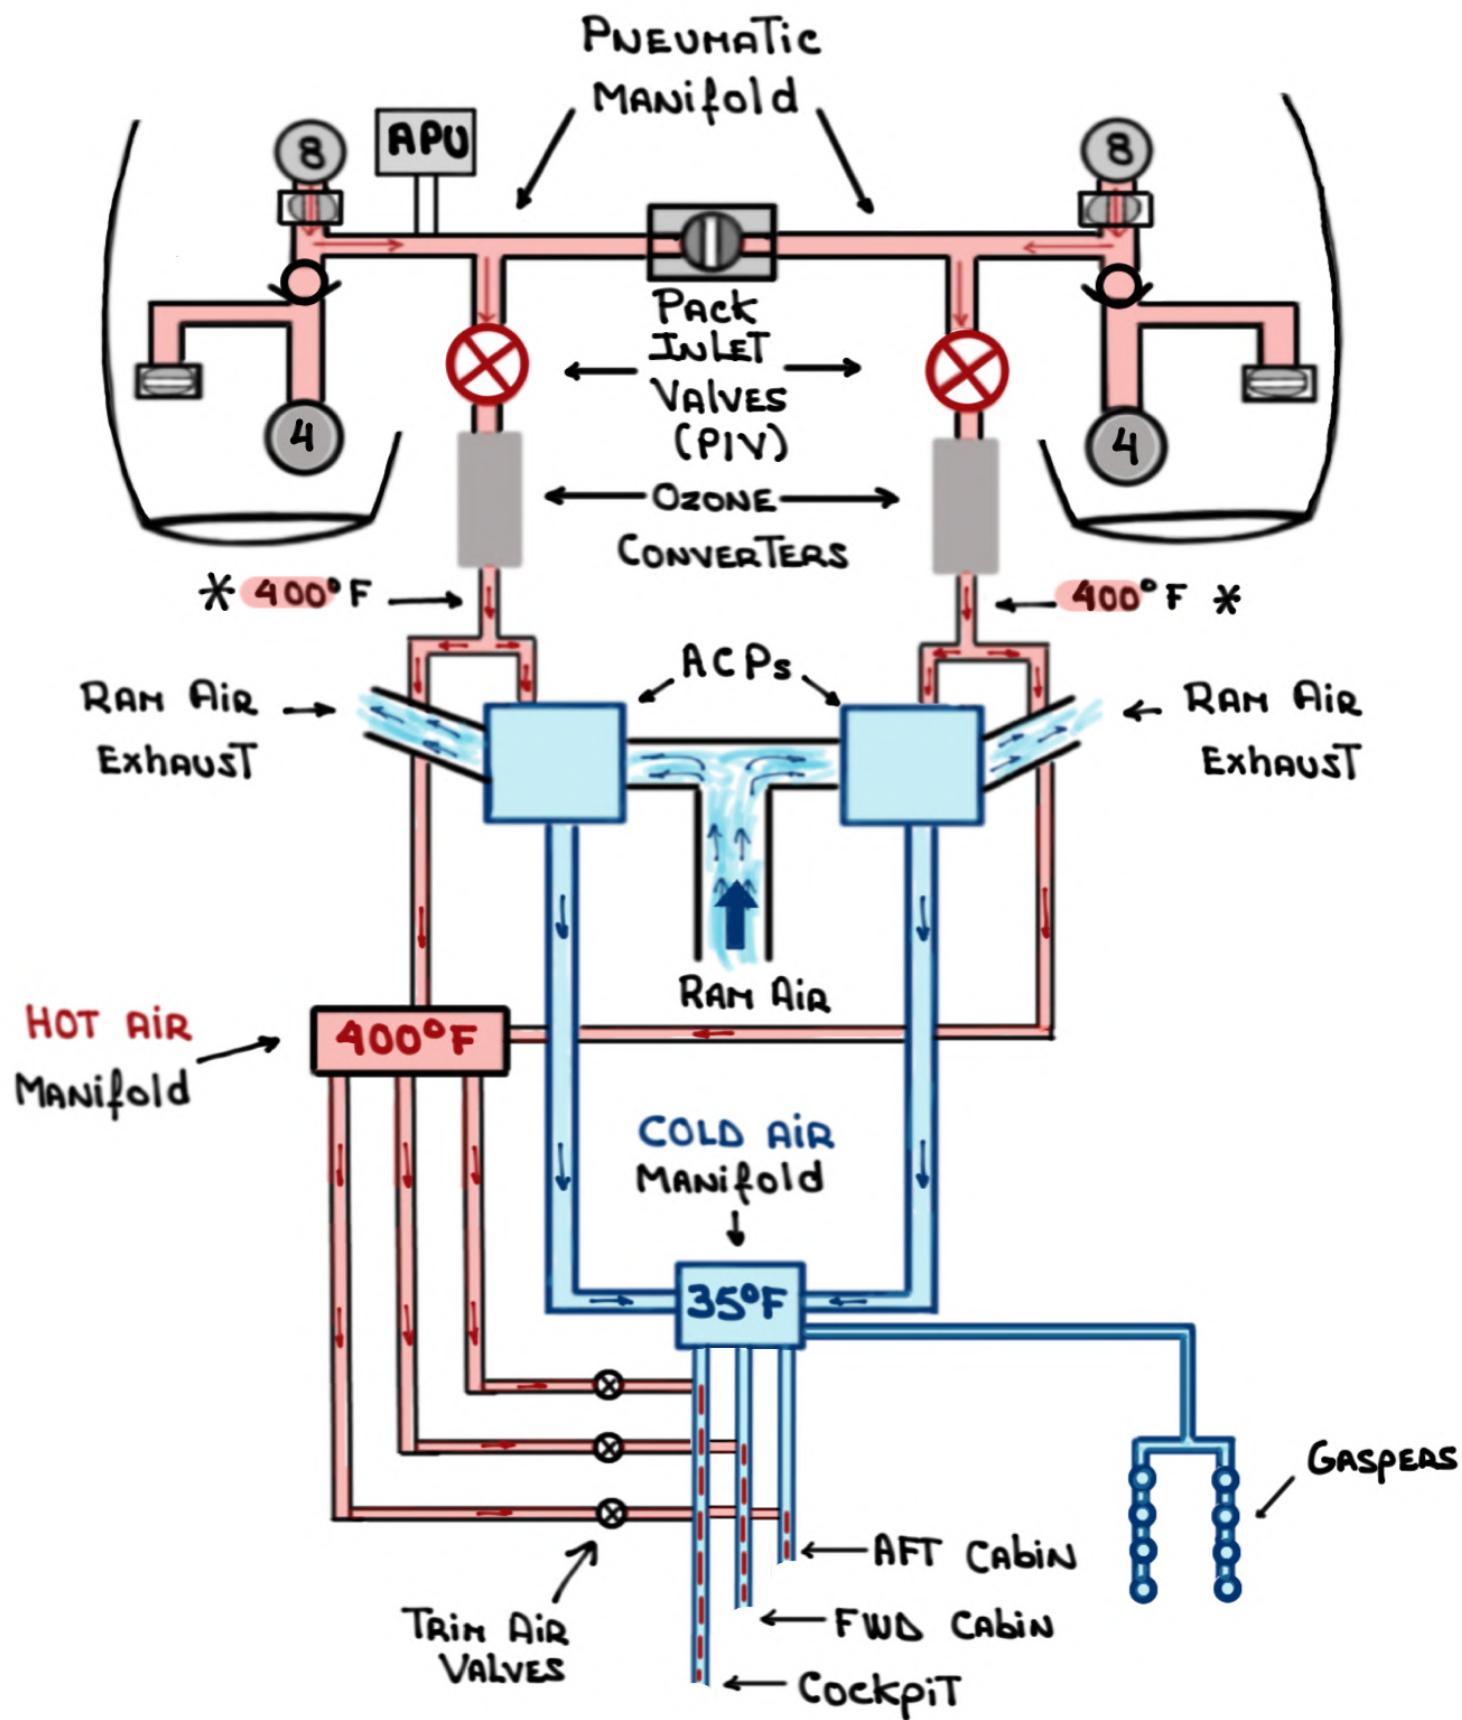 Pneumatic
Manifold
8
APU
8
Pack
Inlet
Valves
(PIV)
4
4
Ozone
Converters
* 400°F
400°F *
ACPs
Ram Air
Exhaust
Ram Air
Exhaust
Ram Air
HOT AIR
Manifold
400°F
COLD AIR
Manifold
35°F
Gaspers
AFT Cabin
FWD Cabin
Cockpit
Trim Air
Valves